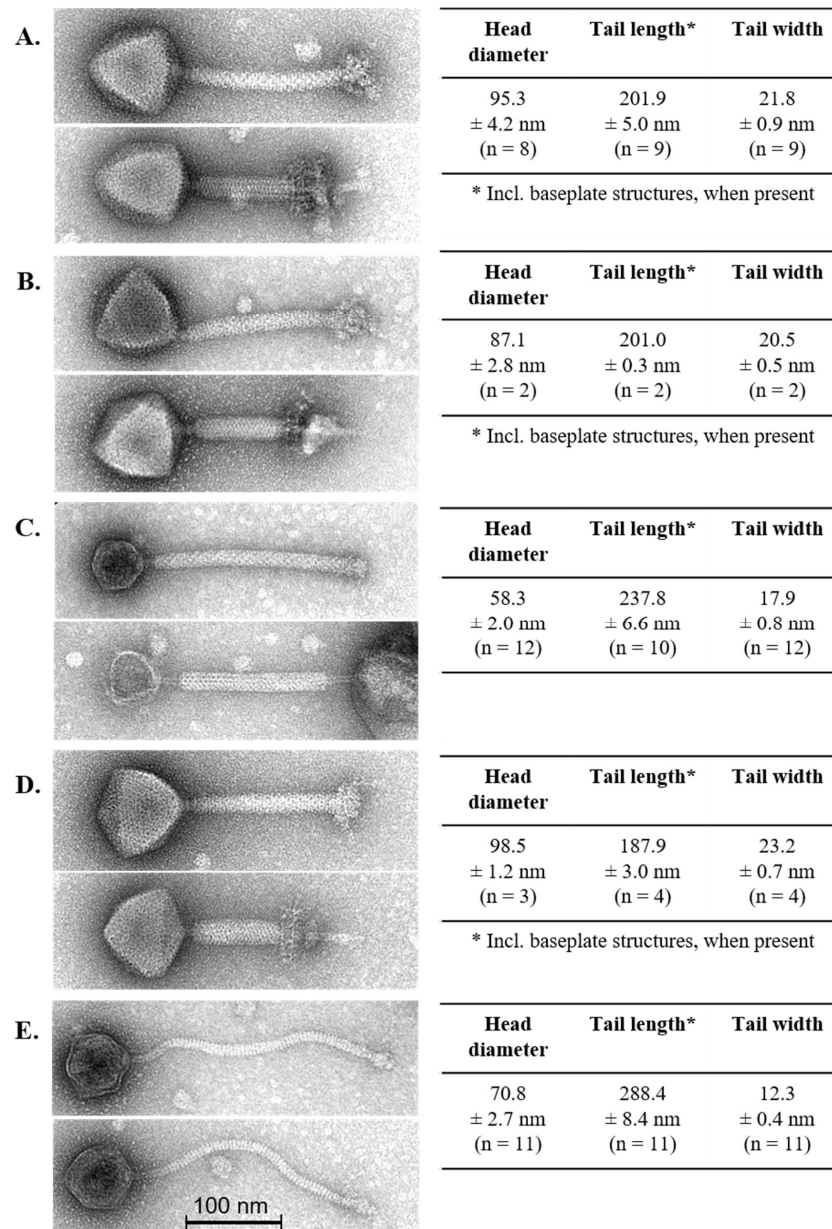 A.
Head Tail length* Tail width
diameter
95.3 201.9 21.8
± 4.2 nm ± 5.0 nm ± 0.9 nm
(n = 8) (n = 9) (n = 9)
* Incl. baseplate structures, when present
B.
Head Tail length* Tail width
diameter
87.1 201.0 20.5
± 2.8 nm ± 0.3 nm ± 0.5 nm
(n = 2) (n = 2) (n = 2)
* Incl. baseplate structures, when present
C.
Head Tail length* Tail width
diameter
58.3 237.8 17.9
± 2.0 nm ± 6.6 nm ± 0.8 nm
(n = 12) (n = 10) (n = 12)
D.
Head Tail length* Tail width
diameter
98.5 187.9 23.2
± 1.2 nm ± 3.0 nm ± 0.7 nm
(n = 3) (n = 4) (n = 4)
* Incl. baseplate structures, when present
E.
Head Tail length* Tail width
diameter
70.8 288.4 12.3
± 2.7 nm ± 8.4 nm ± 0.4 nm
(n = 11) (n = 11) (n = 11)
100 nm